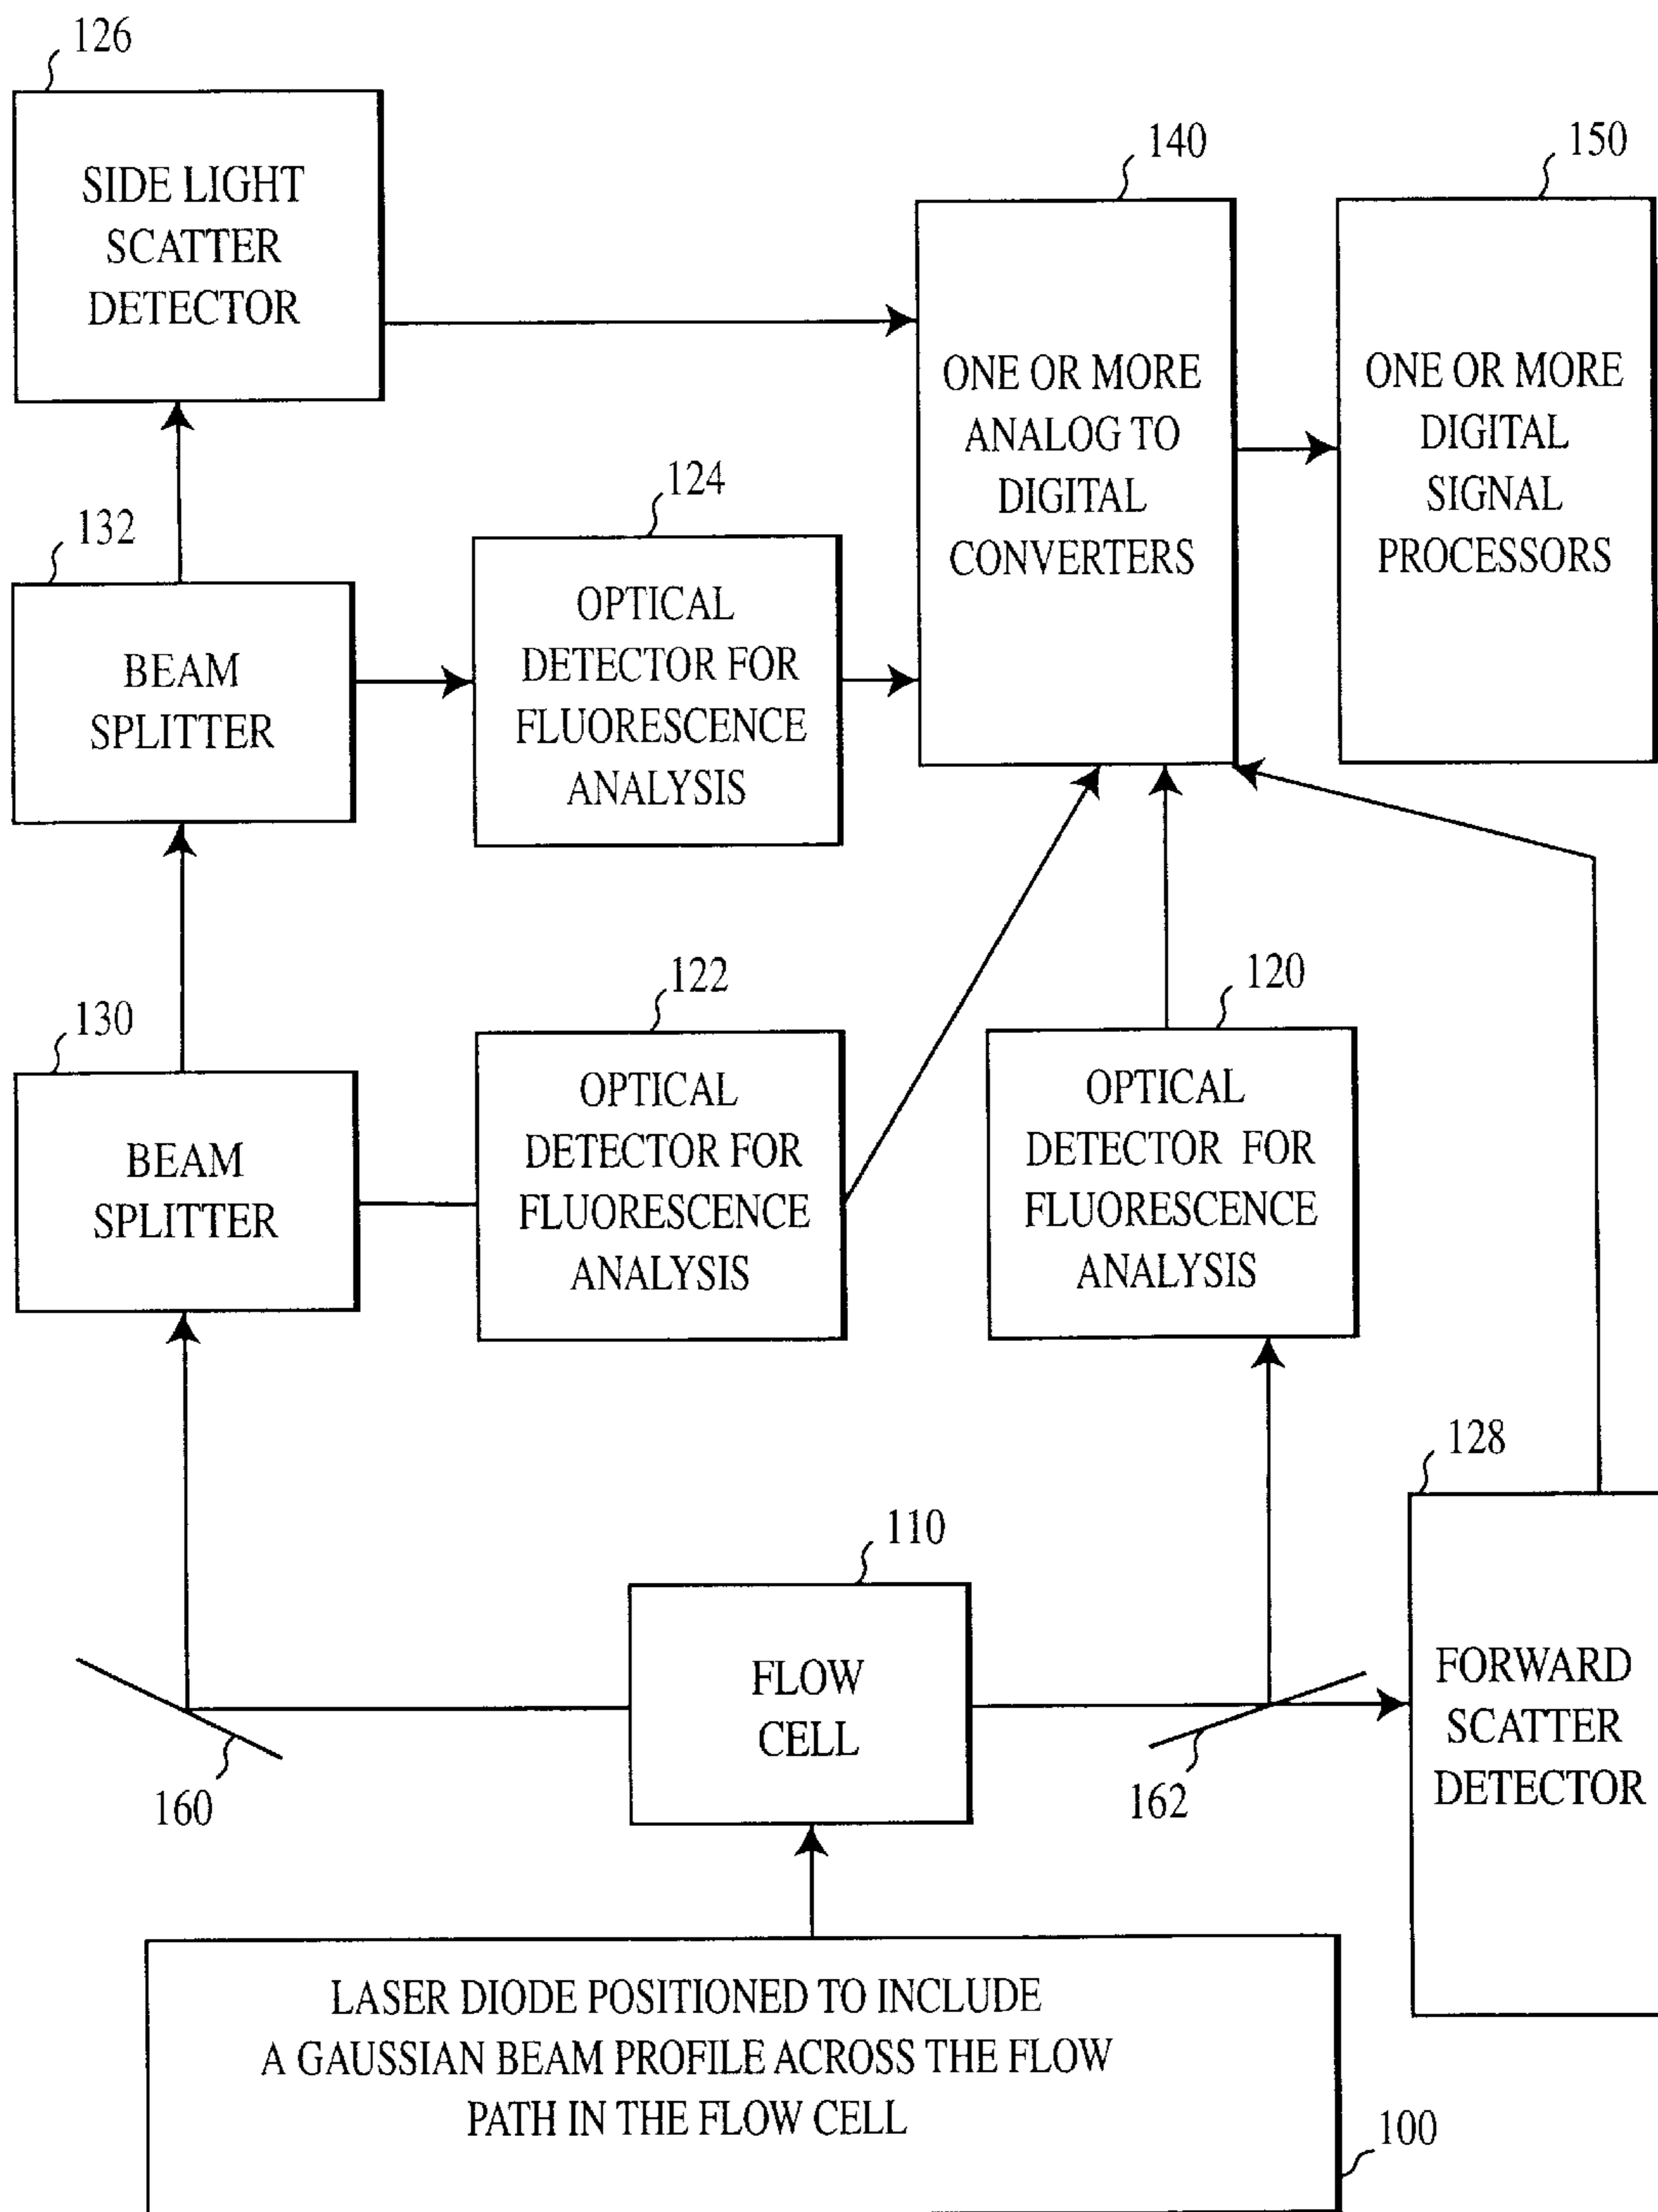 126
SIDE LIGHT
SCATTER
DETECTOR
140
ONE OR MORE
ANALOG TO
DIGITAL
CONVERTERS
150
ONE OR MORE
DIGITAL
SIGNAL
PROCESSORS
132
BEAM
SPLITTER
124
OPTICAL
DETECTOR FOR
FLUORESCENCE
ANALYSIS
130
BEAM
SPLITTER
122
OPTICAL
DETECTOR FOR
FLUORESCENCE
ANALYSIS
120
OPTICAL
DETECTOR FOR
FLUORESCENCE
ANALYSIS
128
FORWARD
SCATTER
DETECTOR
110
FLOW
CELL
160
162
LASER DIODE POSITIONED TO INCLUDE
A GAUSSIAN BEAM PROFILE ACROSS THE FLOW
PATH IN THE FLOW CELL
100